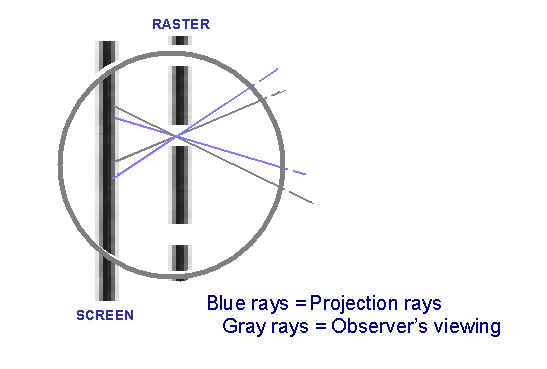 RASTER
SCREEN
Blue rays = Projection rays
Gray rays = Observer's viewing